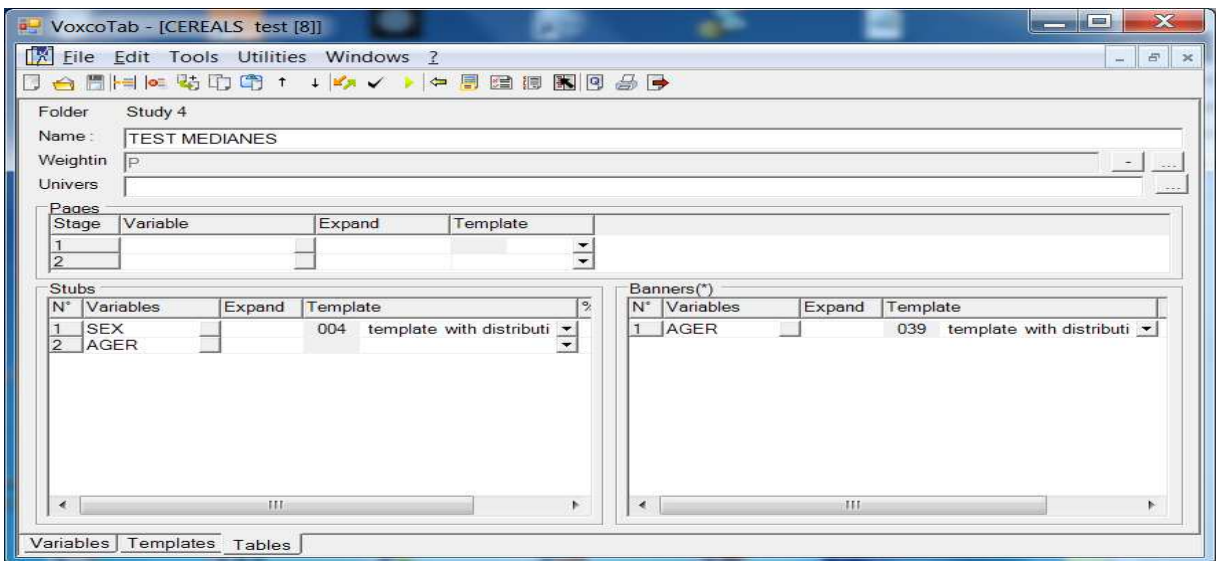 VoxcoTab - [CEREALS test [8]]
File Edit Tools Utilities Windows ?
Folder Study 4
Name : TEST MEDIANES
Weightin P - ...
Univers ...
Pages
Stage Variable Expand Template
1
2
Stubs
N° Variables Expand Template %
1 SEX 004 template with distributi
2 AGER
Banners(*)
N° Variables Expand Template
1 AGER 039 template with distributi
Variables Templates Tables